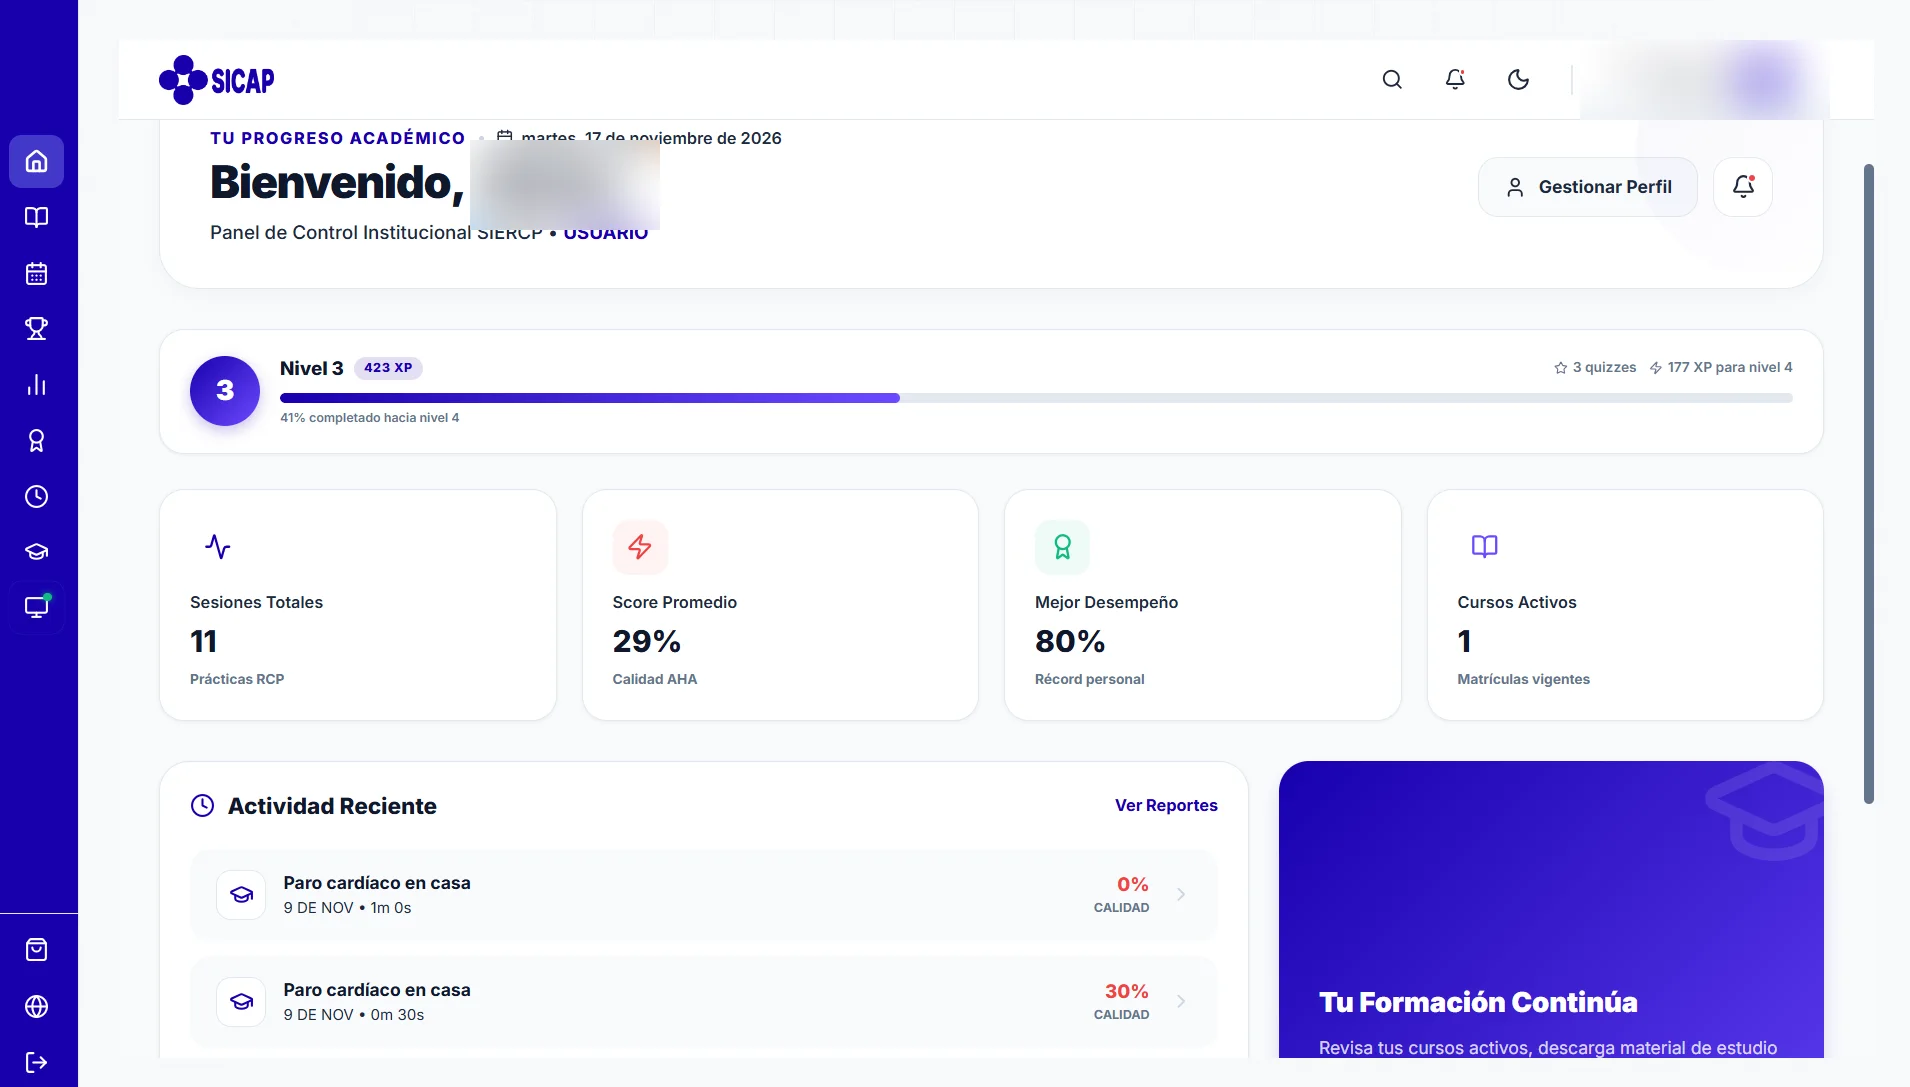 SICAP
TU PROGRESO ACADÉMICO • martes, 17 de noviembre de 2026
Bienvenido,
Panel de Control Institucional SIERCP • USUARIO
Gestionar Perfil
3
Nivel 3 423 XP
3 quizzes 177 XP para nivel 4
41% completado hacia nivel 4
Sesiones Totales
11
Prácticas RCP
Score Promedio
29%
Calidad AHA
Mejor Desempeño
80%
Récord personal
Cursos Activos
1
Matrículas vigentes
Actividad Reciente
Ver Reportes
Paro cardíaco en casa
9 DE NOV • 1m 0s
0%
CALIDAD
Paro cardíaco en casa
9 DE NOV • 0m 30s
30%
CALIDAD
Tu Formación Continúa
Revisa tus cursos activos, descarga material de estudio